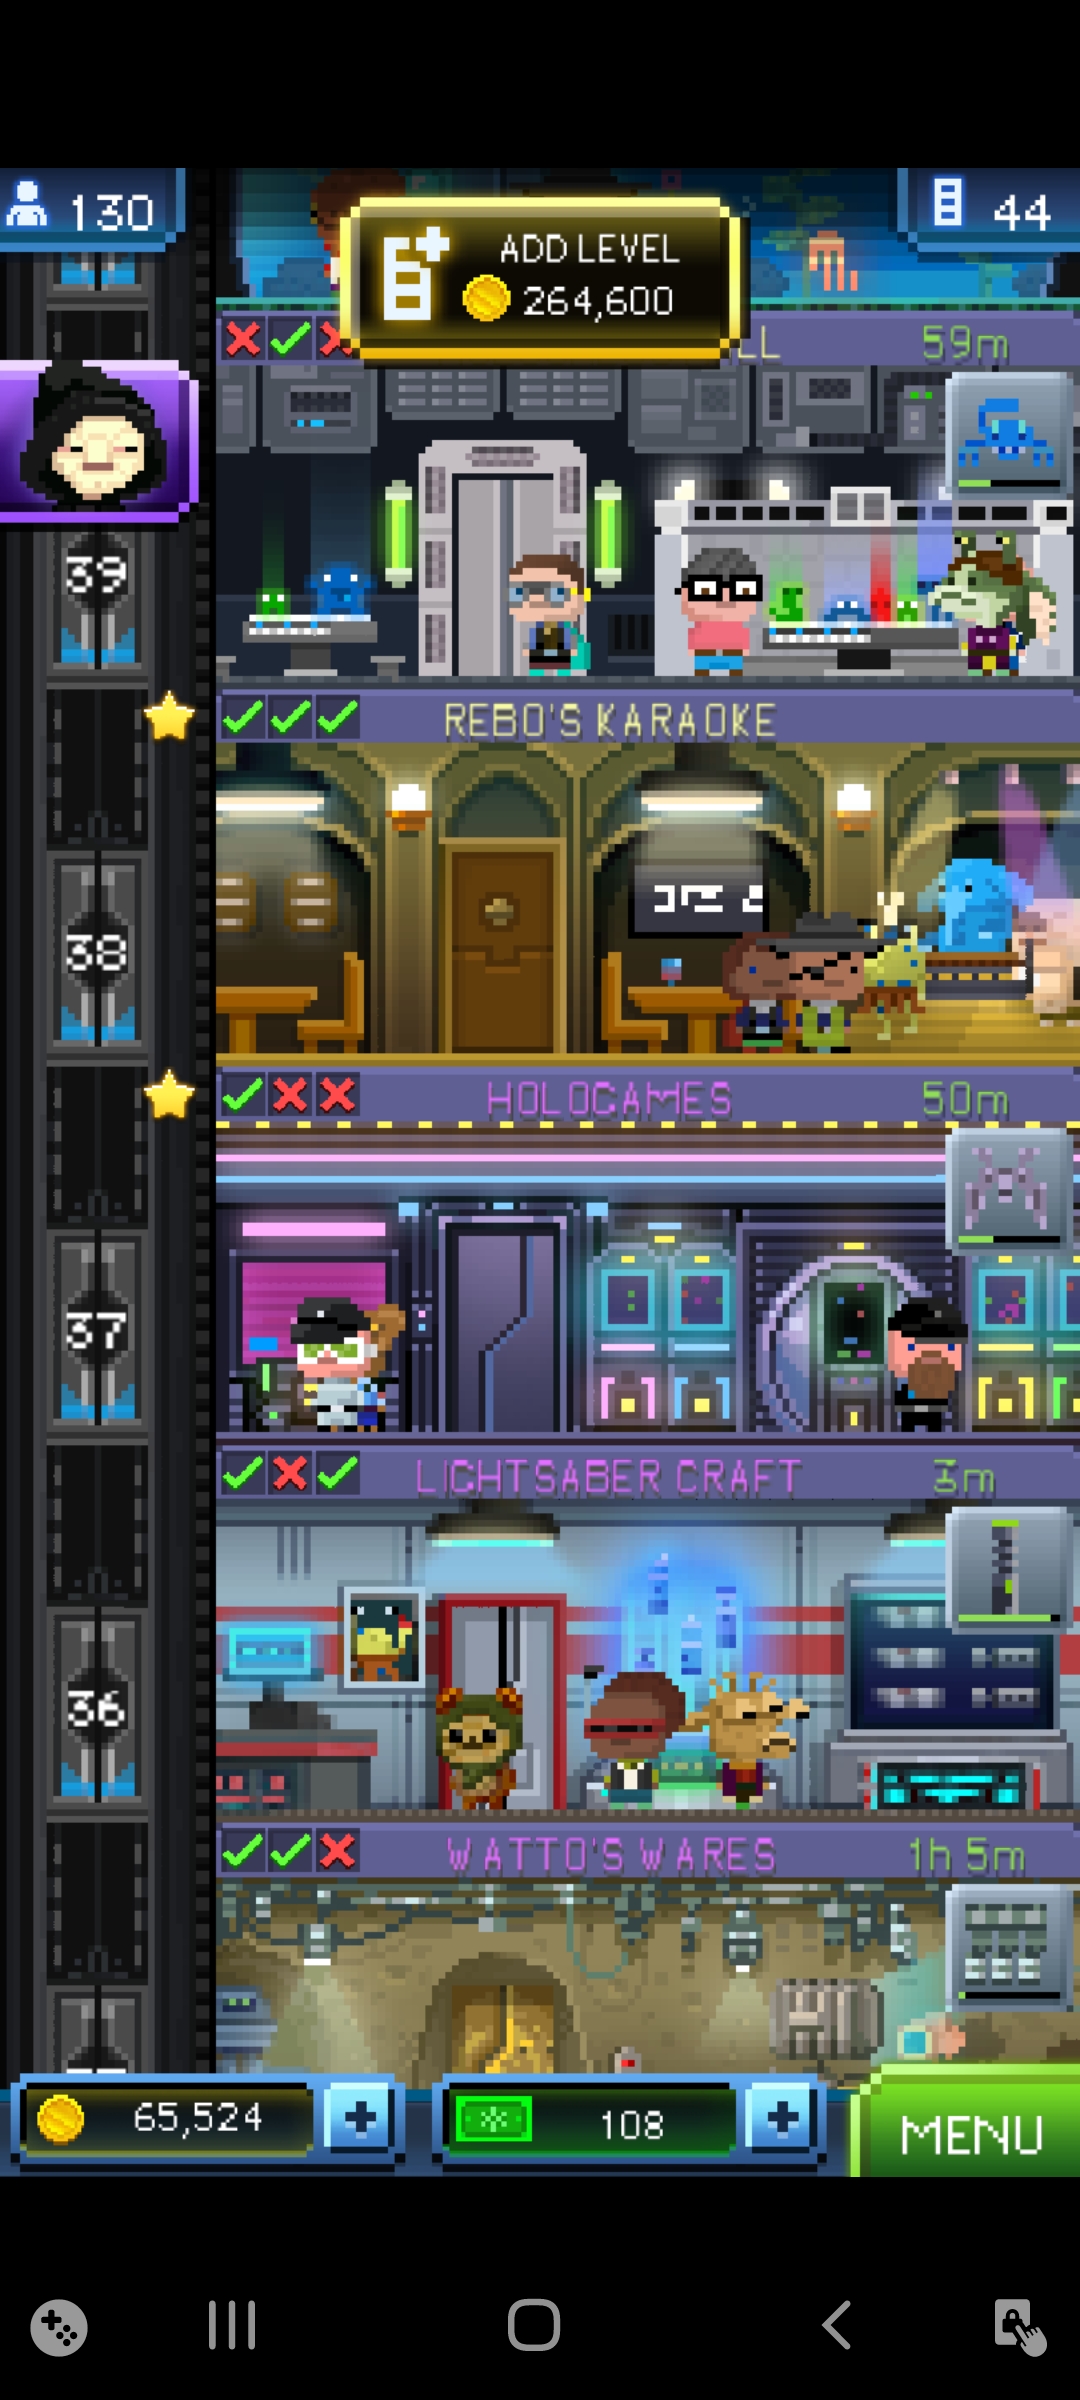 130
44
ADD LEVEL
264,600
LL 59m
39
REBO'S KARAOKE
38
HOLOGAMES 50m
37
LIGHTSABER CRAFT 3m
36
WATTO'S WARES 1h 5m
65,524
108
MENU